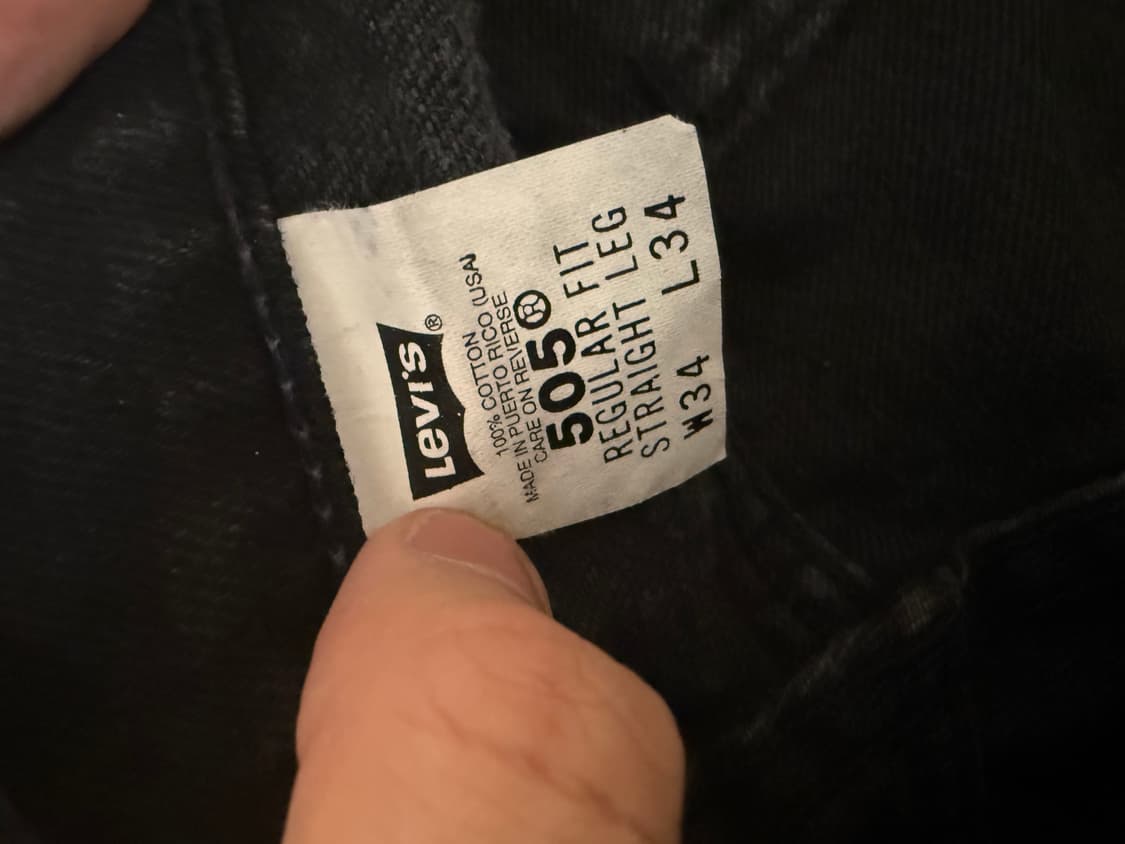 Levi's®
100% COTTON
MADE IN PUERTO RICO (USA)
CARE ON REVERSE
505®
REGULAR FIT
STRAIGHT LEG
W34 L34